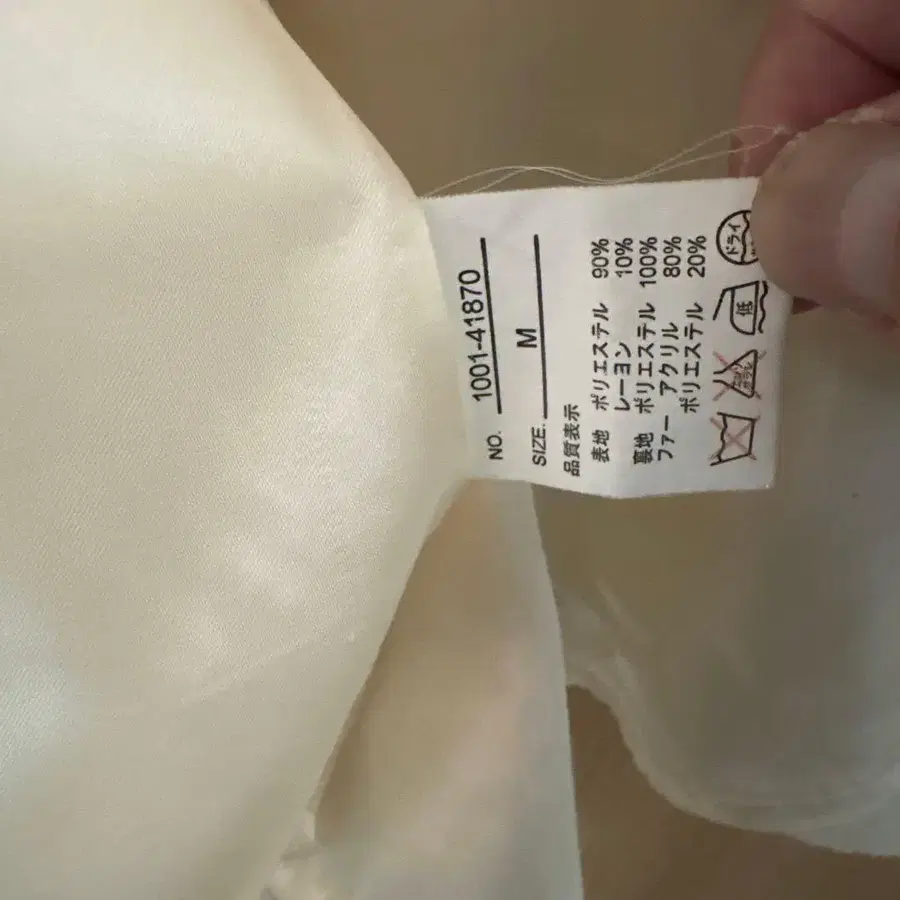 NO. 1001-41870
SIZE. M
品質表示
表地 ポリエステル 90%
レーヨン 10%
裏地 ポリエステル 100%
ファー アクリル 80%
ポリエステル 20%
ドライ
低